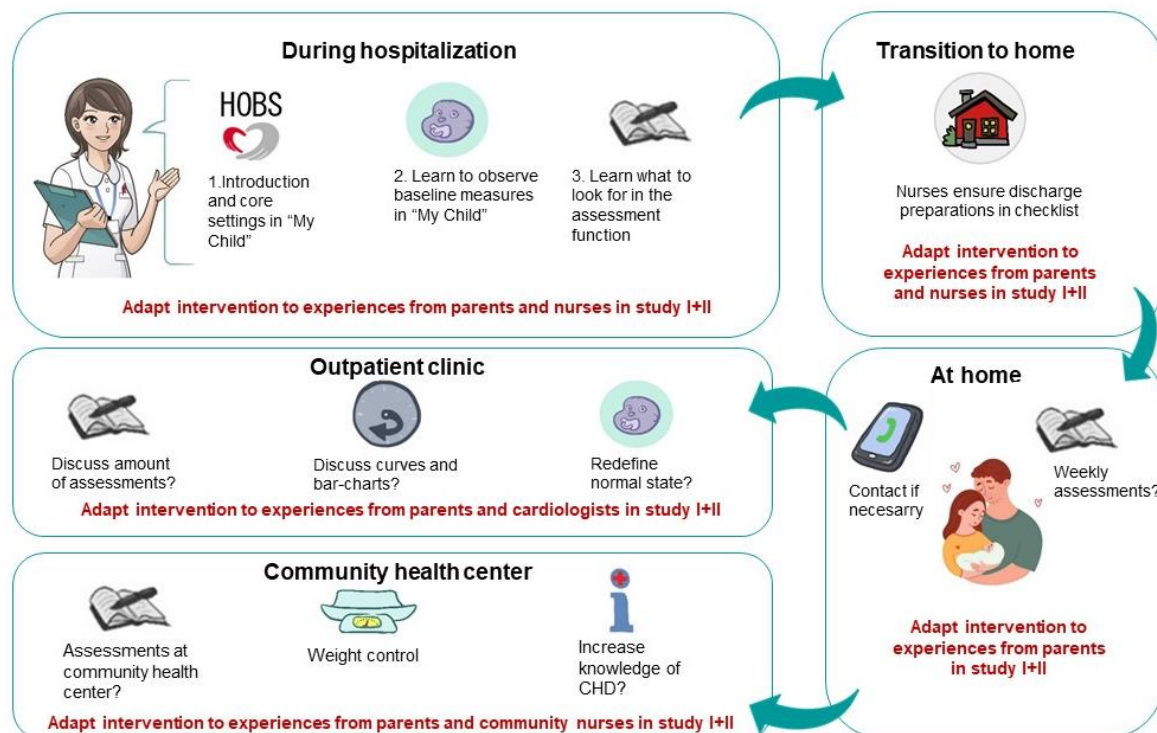 During hospitalization
HOBS
1.Introduction
and core
settings in “My
Child”
2. Learn to observe
baseline measures
in “My Child”
3. Learn what to
look for in the
assessment
function
Adapt intervention to experiences from parents and nurses in study I+II
Transition to home
Nurses ensure discharge
preparations in checklist
Adapt intervention to
experiences from parents
and nurses in study I+II
At home
Contact if
necesarry
Weekly
assessments?
Adapt intervention to
experiences from parents
in study I+II
Outpatient clinic
Discuss amount
of assessments?
Discuss curves and
bar-charts?
Redefine
normal state?
Adapt intervention to experiences from parents and cardiologists in study I+II
Community health center
Assessments at
community health
center?
Weight control
Increase
knowledge of
CHD?
Adapt intervention to experiences from parents and community nurses in study I+II